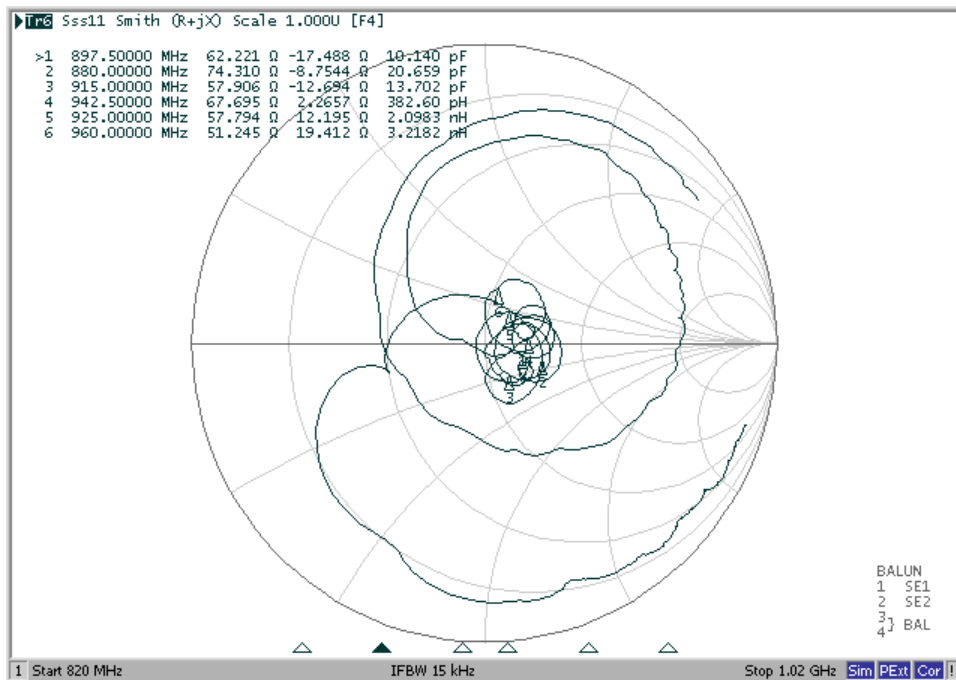 Tr6 Sss11 Smith (R+jX) Scale 1.000U [F4]
>1 897.50000 MHz 62.221 Ω -17.488 Ω 10.140 pF
2 880.00000 MHz 74.310 Ω -8.7544 Ω 20.659 pF
3 915.00000 MHz 57.906 Ω -12.694 Ω 13.702 pF
4 942.50000 MHz 67.695 Ω 2.2657 Ω 382.60 pH
5 925.00000 MHz 57.794 Ω 12.195 Ω 2.0983 nH
6 960.00000 MHz 51.245 Ω 19.412 Ω 3.2182 nH
5
2
3
BALUN
1 SE1
2 SE2
3
4} BAL
1 Start 820 MHz IFBW 15 kHz Stop 1.02 GHz Sim PExt Cor !